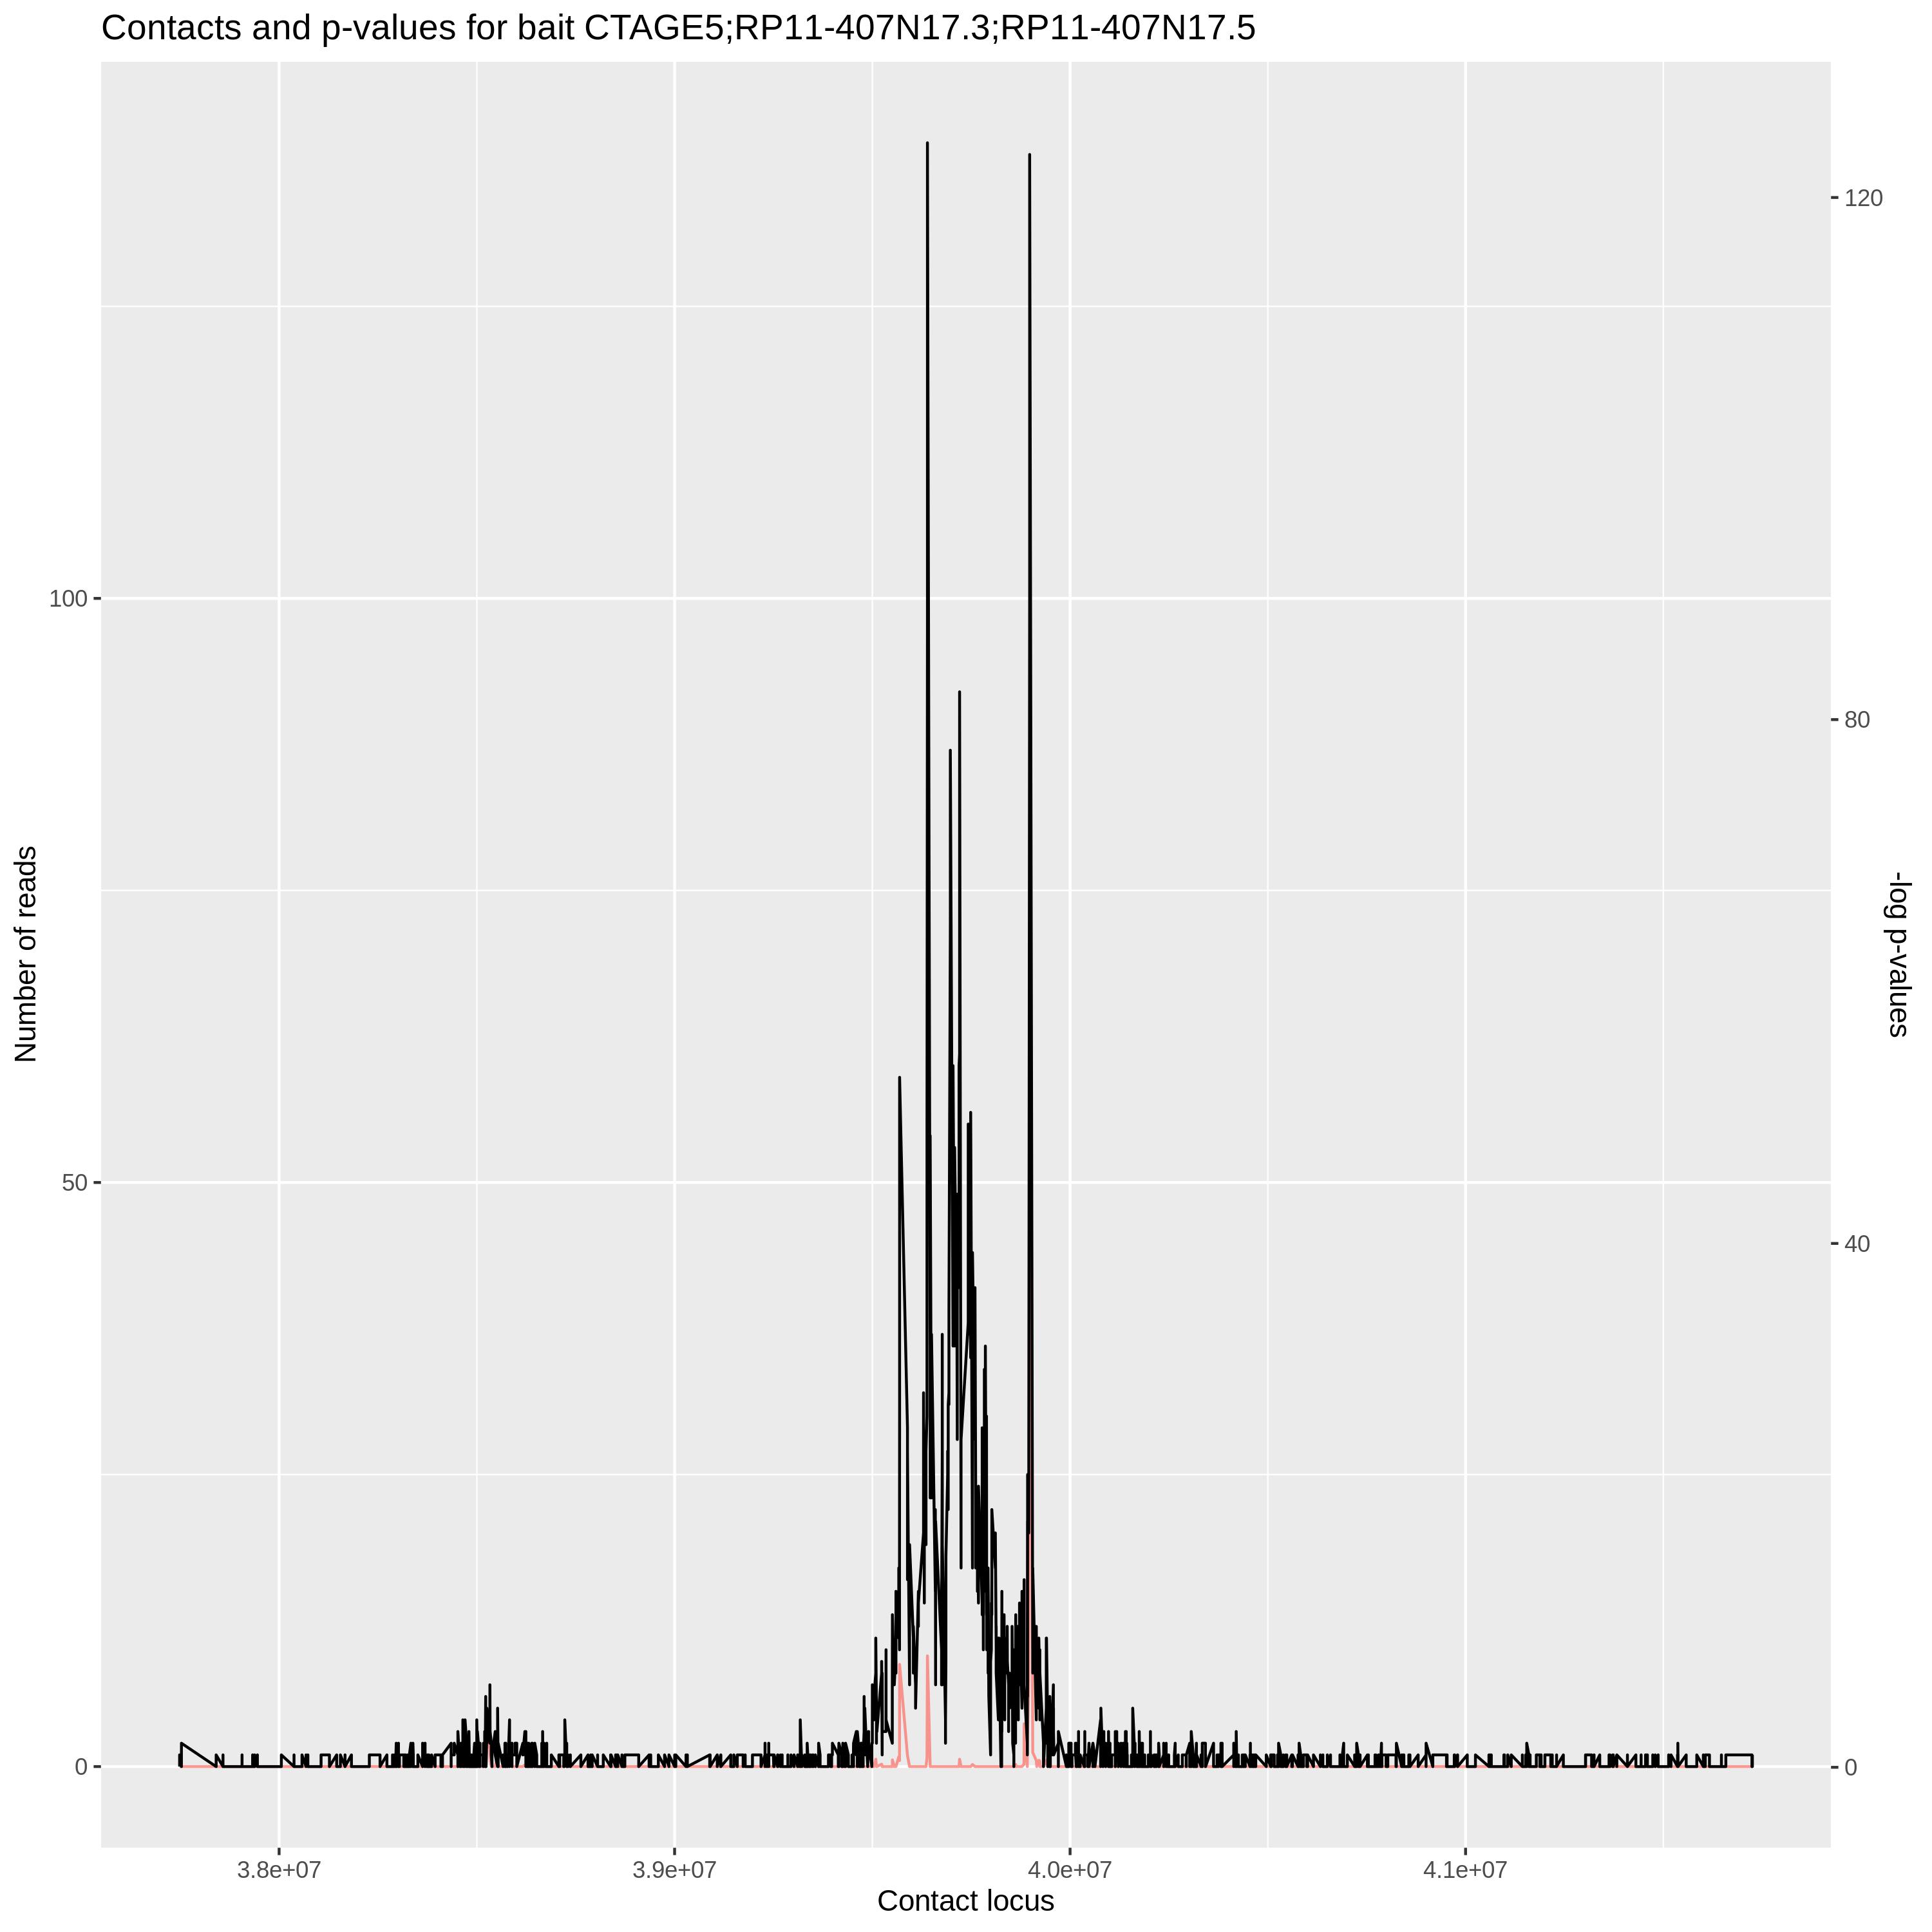 Contacts and p-values for bait CTAGE5;RP11-407N17.3;RP11-407N17.5
120
100
80
Number of reads
-log p-values
50
40
0
0
3.8e+07
3.9e+07
4.0e+07
4.1e+07
Contact locus